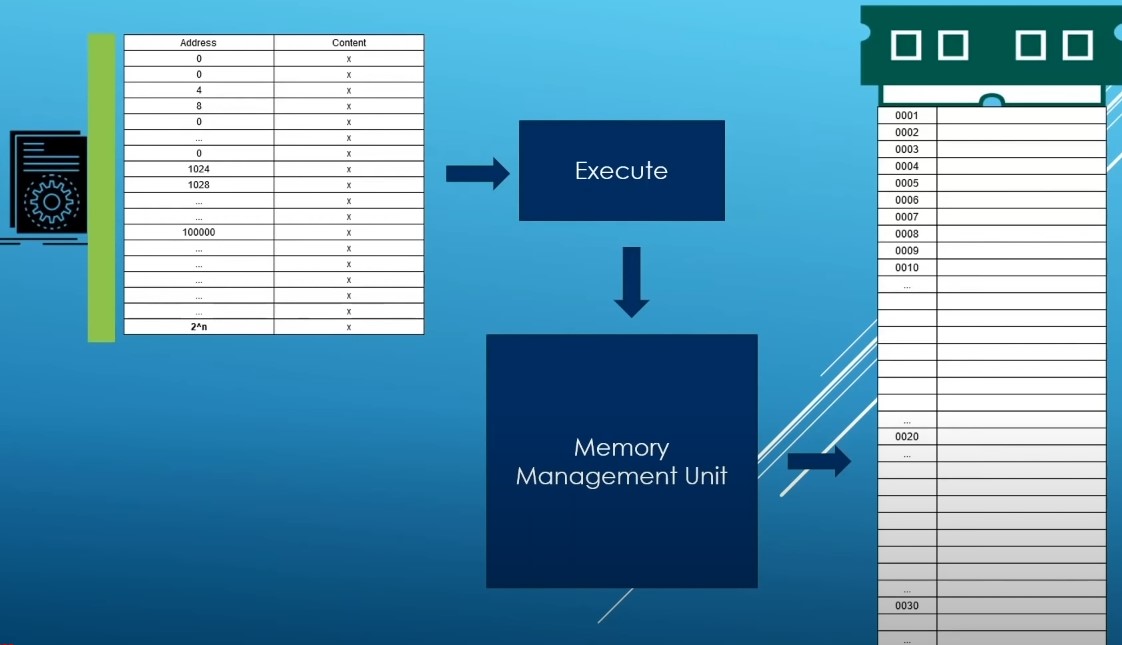 Address Content
0 x
0 x
4 x
8 x
0 x
... x
0 x
1024 x
1028 x
... x
... x
100000 x
... x
... x
... x
... x
... x
2^n x
Execute
Memory
Management Unit
0001
0002
0003
0004
0005
0006
0007
0008
0009
0010
...
...
0020
...
...
0030
...